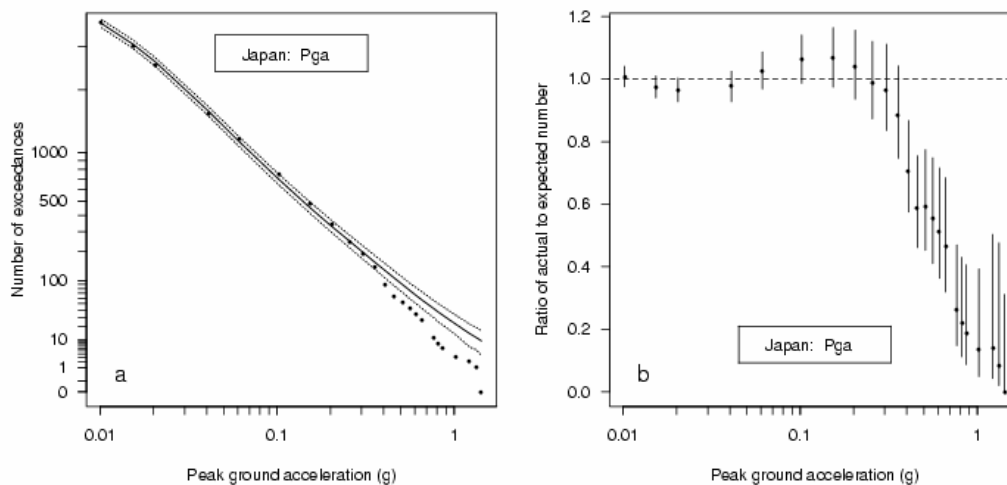 Japan: Pga
Number of exceedances
1000
500
100
10
1
0
a
0.01
0.1
1
Peak ground acceleration (g)
Ratio of actual to expected number
1.2
1.0
0.8
0.6
0.4
0.2
0.0
Japan: Pga
b
0.01
0.1
1
Peak ground acceleration (g)